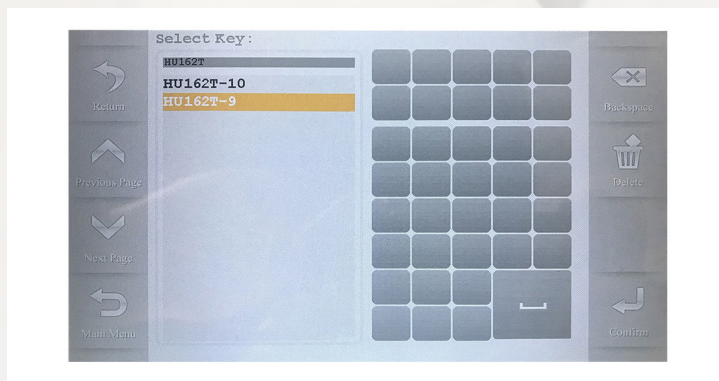 Select Key:
HU162T
HU162T-10
HU162T-9
Return
Previous Page
Next Page
Main Menu
Backspace
Delete
Confirm